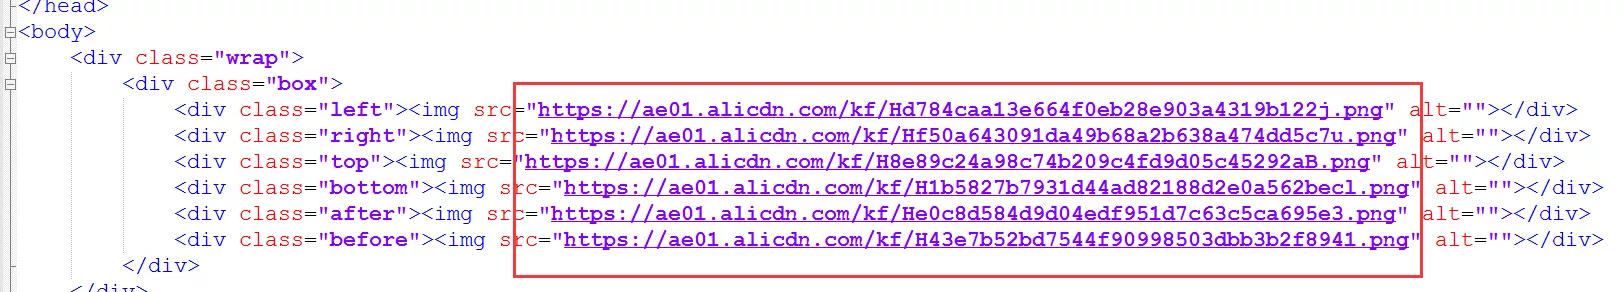 </head>
<body>
<div class="wrap">
<div class="box">
<div class="left"><img src="https://ae01.alicdn.com/kf/Hd784caa13e664f0eb28e903a4319b122j.png" alt=""></div>
<div class="right"><img src="https://ae01.alicdn.com/kf/Hf50a643091da49b68a2b638a474dd5c7u.png" alt=""></div>
<div class="top"><img src="https://ae01.alicdn.com/kf/H8e89c24a98c74b209c4fd9d05c45292aB.png" alt=""></div>
<div class="bottom"><img src="https://ae01.alicdn.com/kf/H1b5827b7931d44ad82188d2e0a562becl.png" alt=""></div>
<div class="after"><img src="https://ae01.alicdn.com/kf/He0c8d584d9d04edf951d7c63c5ca695e3.png" alt=""></div>
<div class="before"><img src="https://ae01.alicdn.com/kf/H43e7b52bd7544f90998503dbb3b2f8941.png" alt=""></div>
</div>
</div>